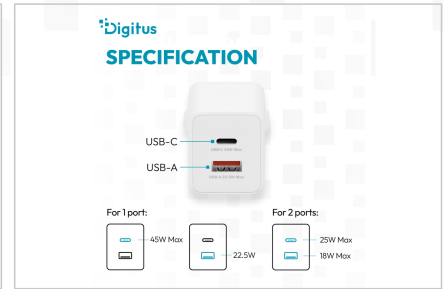 Digitus
SPECIFICATION
USB-C
USB-A
For 1 port:
For 2 ports:
45W Max
22.5W
25W Max
18W Max